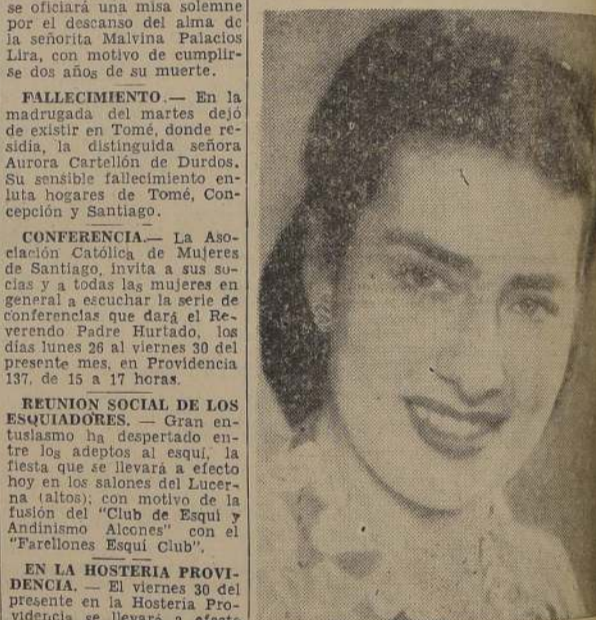 se oficiará una misa solemne
por el descanso del alma de
la señorita Malvina Palacios
Lira, con motivo de cumplir-
se dos años de su muerte.
FALLECIMIENTO.— En la
madrugada del martes dejó
de existir en Tomé, donde re-
sidía, la distinguida señora
Aurora Cartellón de Durdos.
Su sensible fallecimiento en-
luta hogares de Tomé, Con-
cepción y Santiago.
CONFERENCIA.— La Aso-
ciación Católica de Mujeres
de Santiago, invita a sus so-
cias y a todas las mujeres en
general a escuchar la serie de
conferencias que dará el Re-
verendo Padre Hurtado, los
días lunes 26 al viernes 30 del
presente mes, en Providencia
137, de 15 a 17 horas.
REUNION SOCIAL DE LOS
ESQUIADORES. — Gran en-
tusiasmo ha despertado en-
tre los adeptos al esquí, la
fiesta que se llevará a efecto
hoy en los salones del Lucer-
na (altos); con motivo de la
fusión del "Club de Esquí y
Andinismo Alcones" con el
"Farellones Esquí Club".
EN LA HOSTERIA PROVI-
DENCIA. — El viernes 30 del
presente en la Hostería Pro-
videncia se llevará a efecto